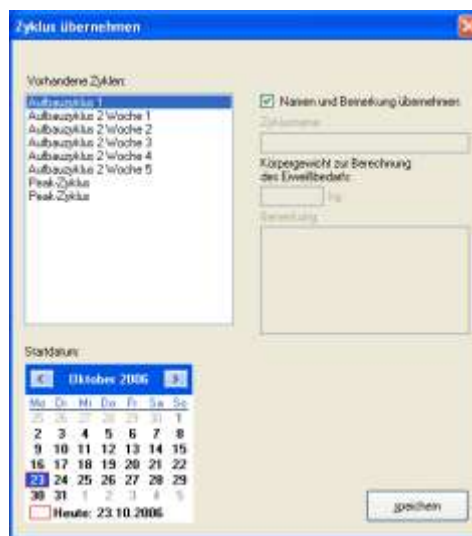 Zyklus übernehmen
Vorhandene Zyklen:
Aufbauzyklus 1
Aufbauzyklus 2 Woche 1
Aufbauzyklus 2 Woche 2
Aufbauzyklus 2 Woche 3
Aufbauzyklus 2 Woche 4
Aufbauzyklus 2 Woche 5
Peak-Zyklus
Peak-Zyklus
Namen und Bemerkung übernehmen
Zyklusname:
Körpergewicht zur Berechnung
des Eiweißbedarfs:
kg
Bemerkung:
Startdatum:
< Oktober 2006 >
Mo Di Mi Do Fr Sa So
25 26 27 28 29 30 1
2 3 4 5 6 7 8
9 10 11 12 13 14 15
16 17 18 19 20 21 22
23 24 25 26 27 28 29
30 31 1 2 3 4 5
Heute: 23.10.2006
speichern